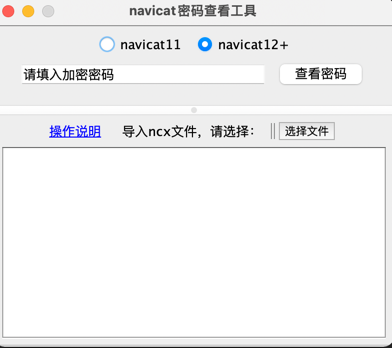 navicat密码查看工具
navicat11 navicat12+
请填入加密密码 查看密码
操作说明 导入ncx文件，请选择： 选择文件